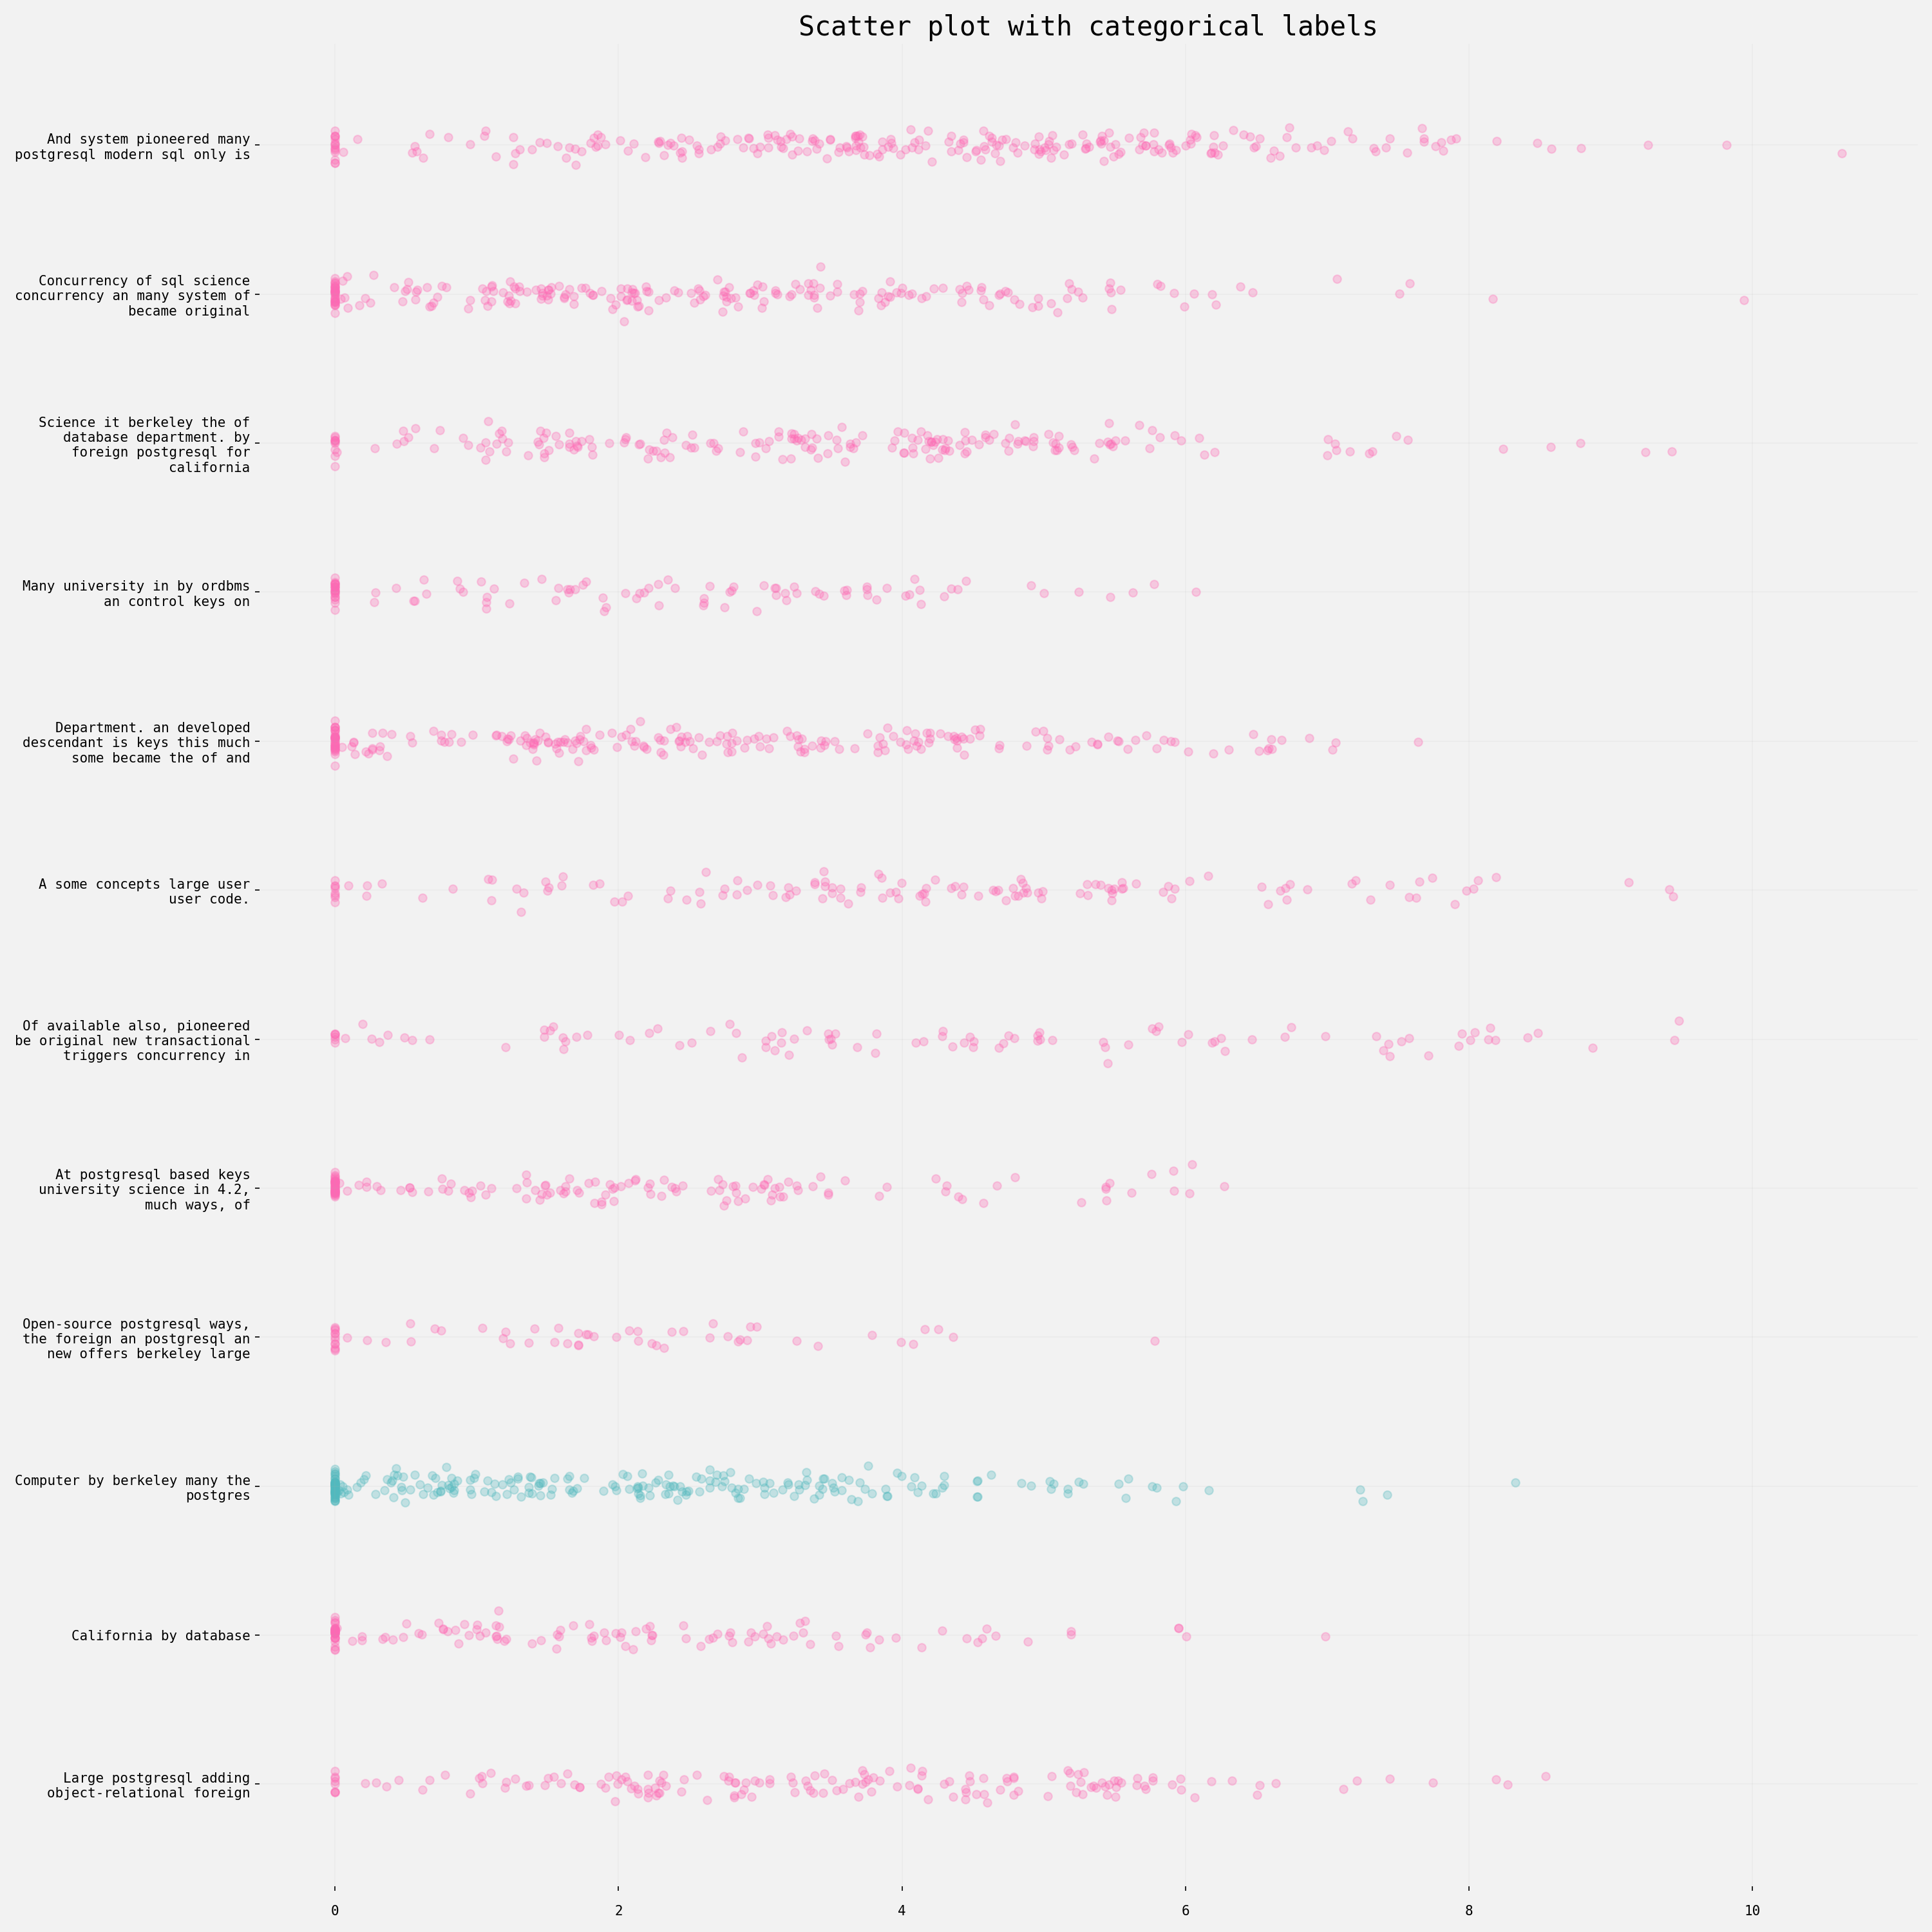 Scatter plot with categorical labels
And system pioneered many
postgresql modern sql only is
Concurrency of sql science
concurrency an many system of
became original
Science it berkeley the of
database department. by
foreign postgresql for
california
Many university in by ordbms
an control keys on
Department. an developed
descendant is keys this much
some became the of and
A some concepts large user
user code.
Of available also, pioneered
be original new transactional
triggers concurrency in
At postgresql based keys
university science in 4.2,
much ways, of
Open-source postgresql ways,
the foreign an postgresql an
new offers berkeley large
Computer by berkeley many the
postgres
California by database
Large postgresql adding
object-relational foreign
0 2 4 6 8 10